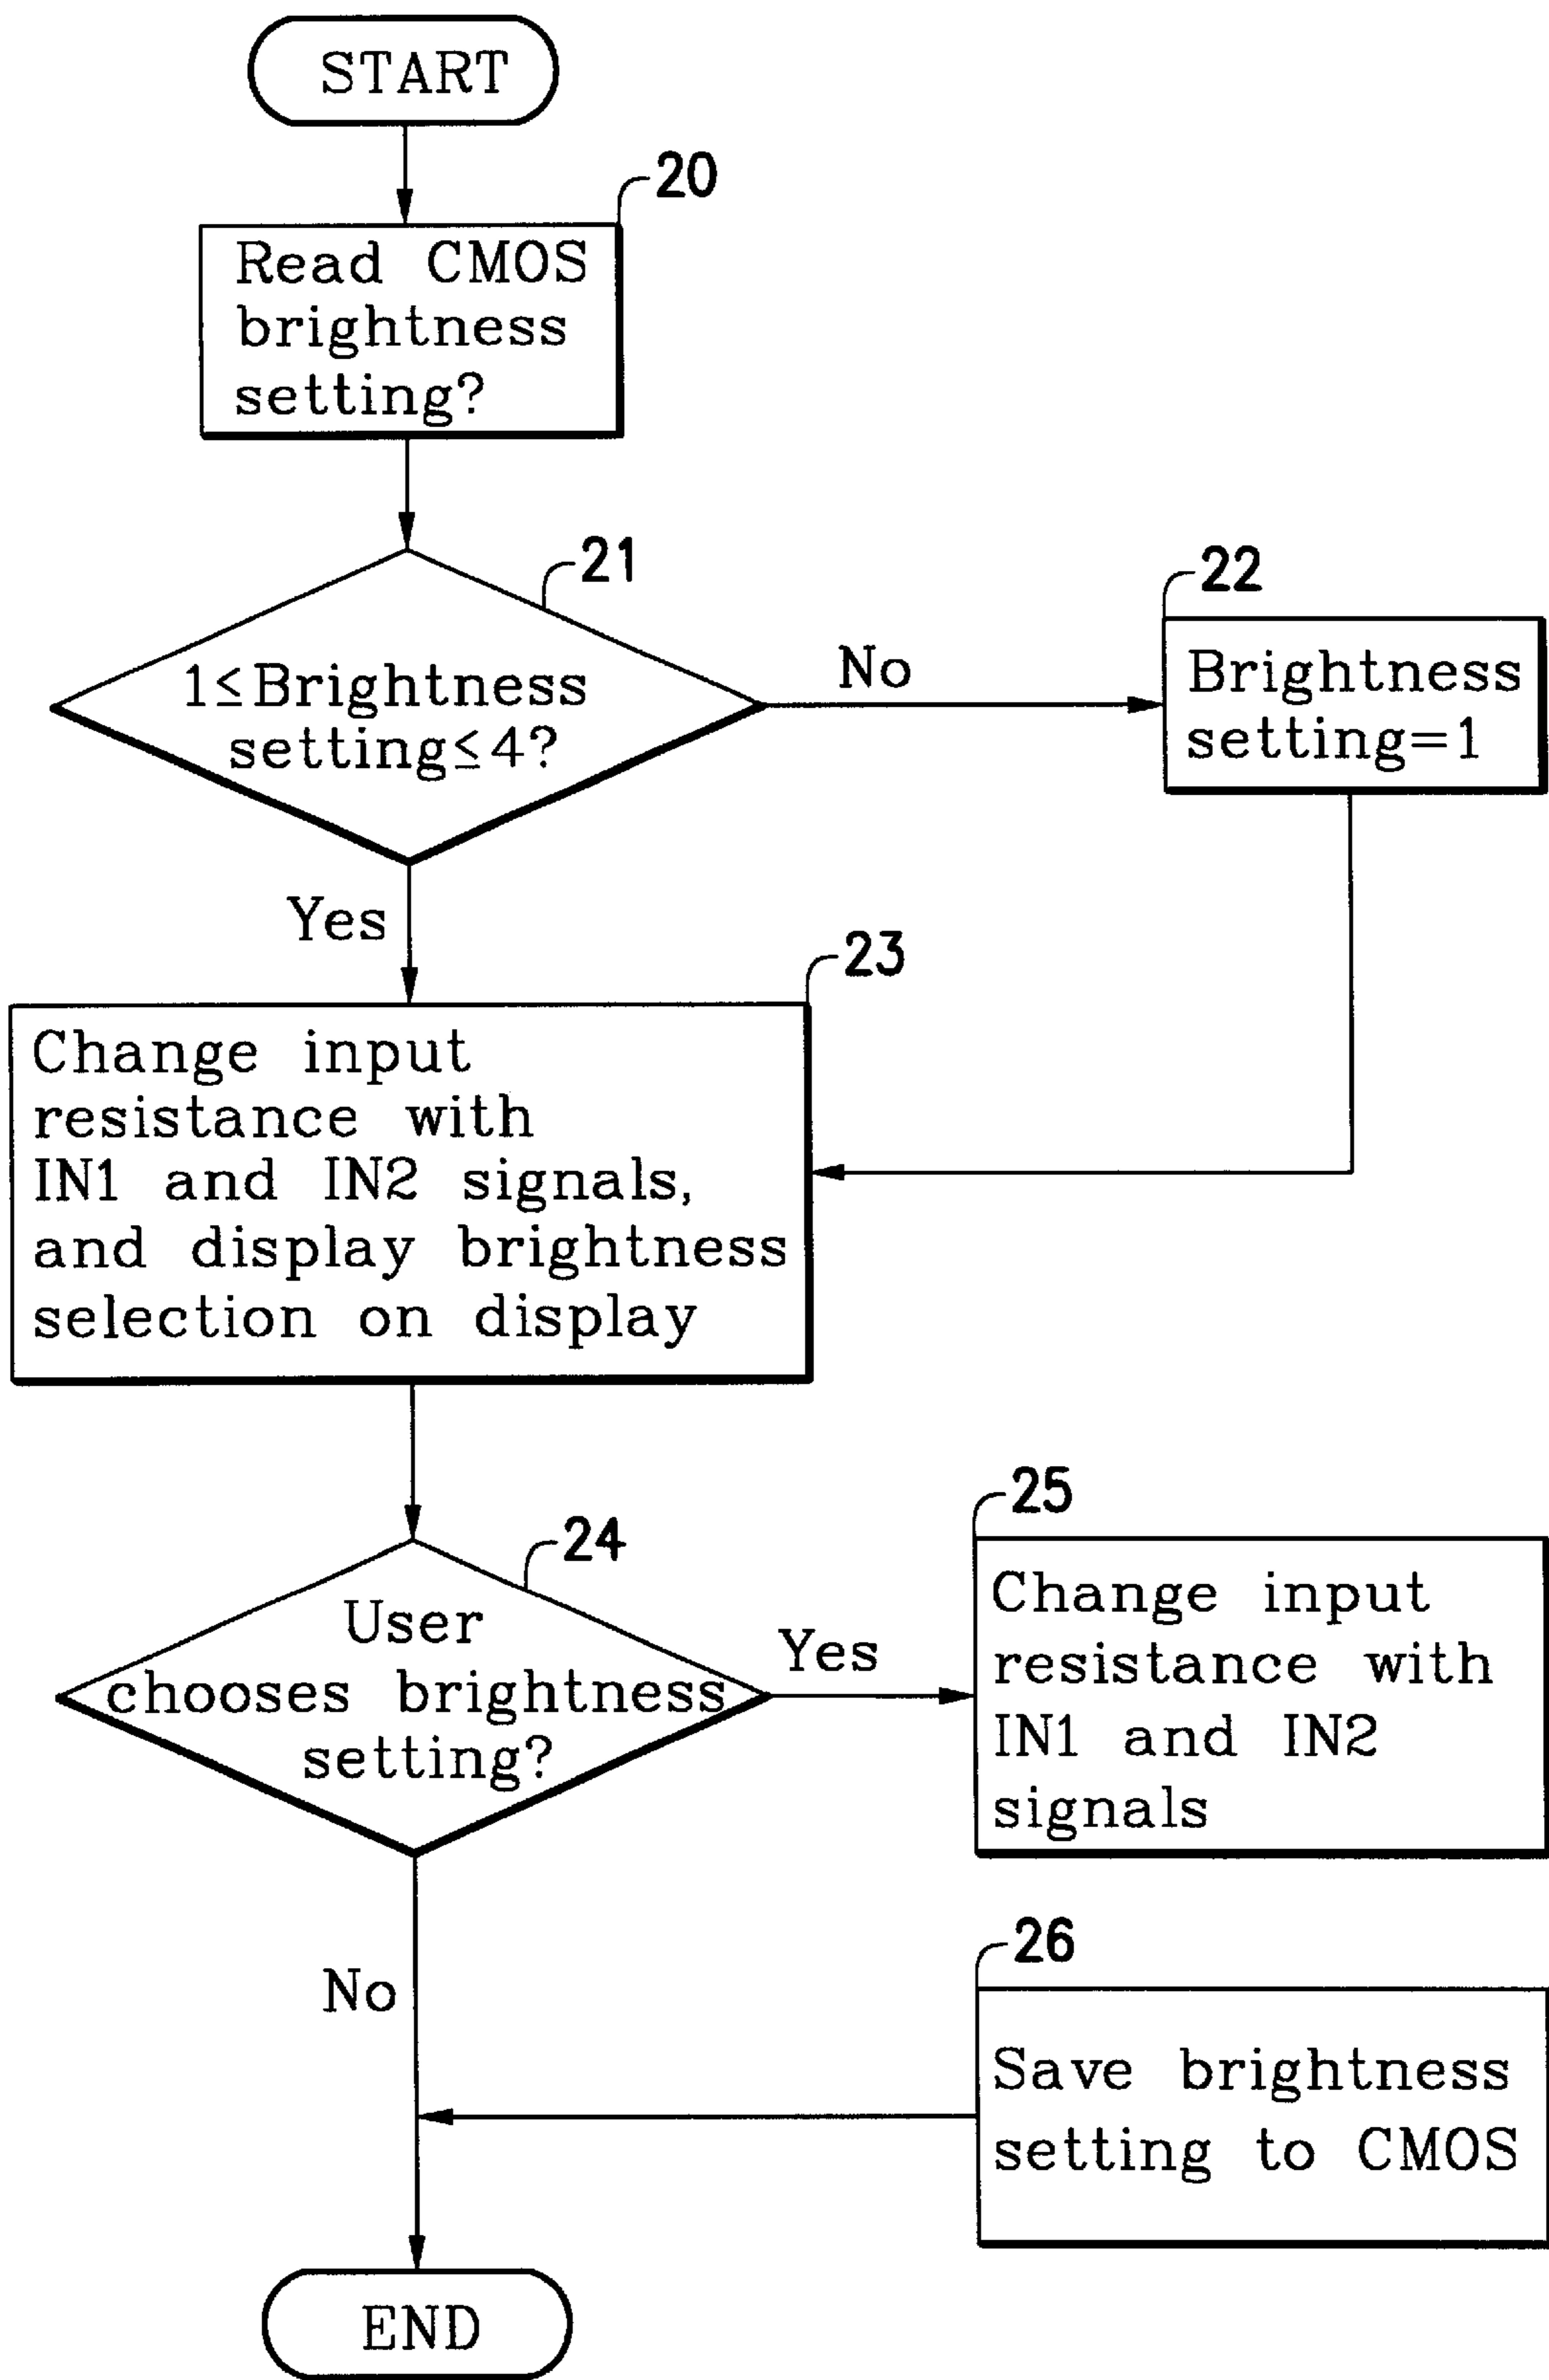 START
20
Read CMOS
brightness
setting?
21
1≤Brightness
setting≤4?
No
22
Brightness
setting=1
Yes
23
Change input
resistance with
IN1 and IN2 signals,
and display brightness
selection on display
24
User
chooses brightness
setting?
Yes
25
Change input
resistance with
IN1 and IN2
signals
No
26
Save brightness
setting to CMOS
END